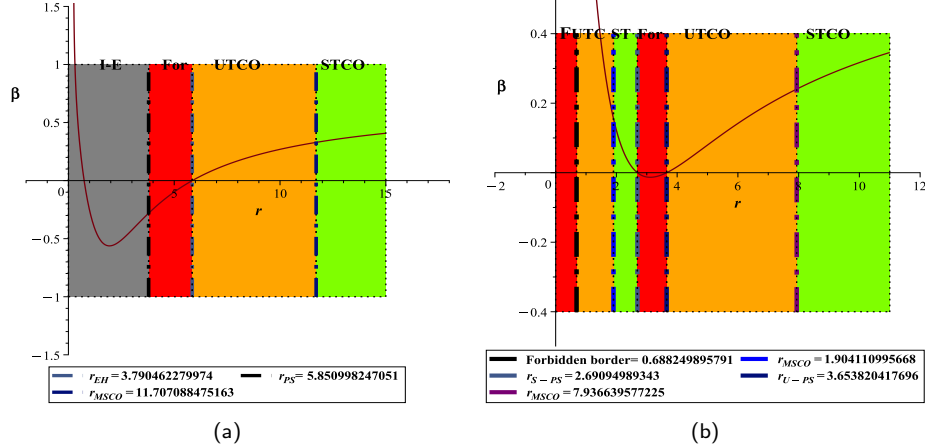 1.5
I-E For UTCO STCO
1
β
0.5
0 5 10 15
r
−0.5
−1
−1.5
r_EH = 3.790462279974 r_PS = 5.850998247051
r_MSCO = 11.707088475163
(a)
F UTC ST For UTCO STCO
0.4
β
0.2
−2 0 2 4 6 8 10 12
r
−0.2
−0.4
Forbidden border= 0.688249895791 r_MSCO = 1.904110995668
r_S−PS = 2.69094989343 r_U−PS = 3.653820417696
r_MSCO = 7.936639577225
(b)